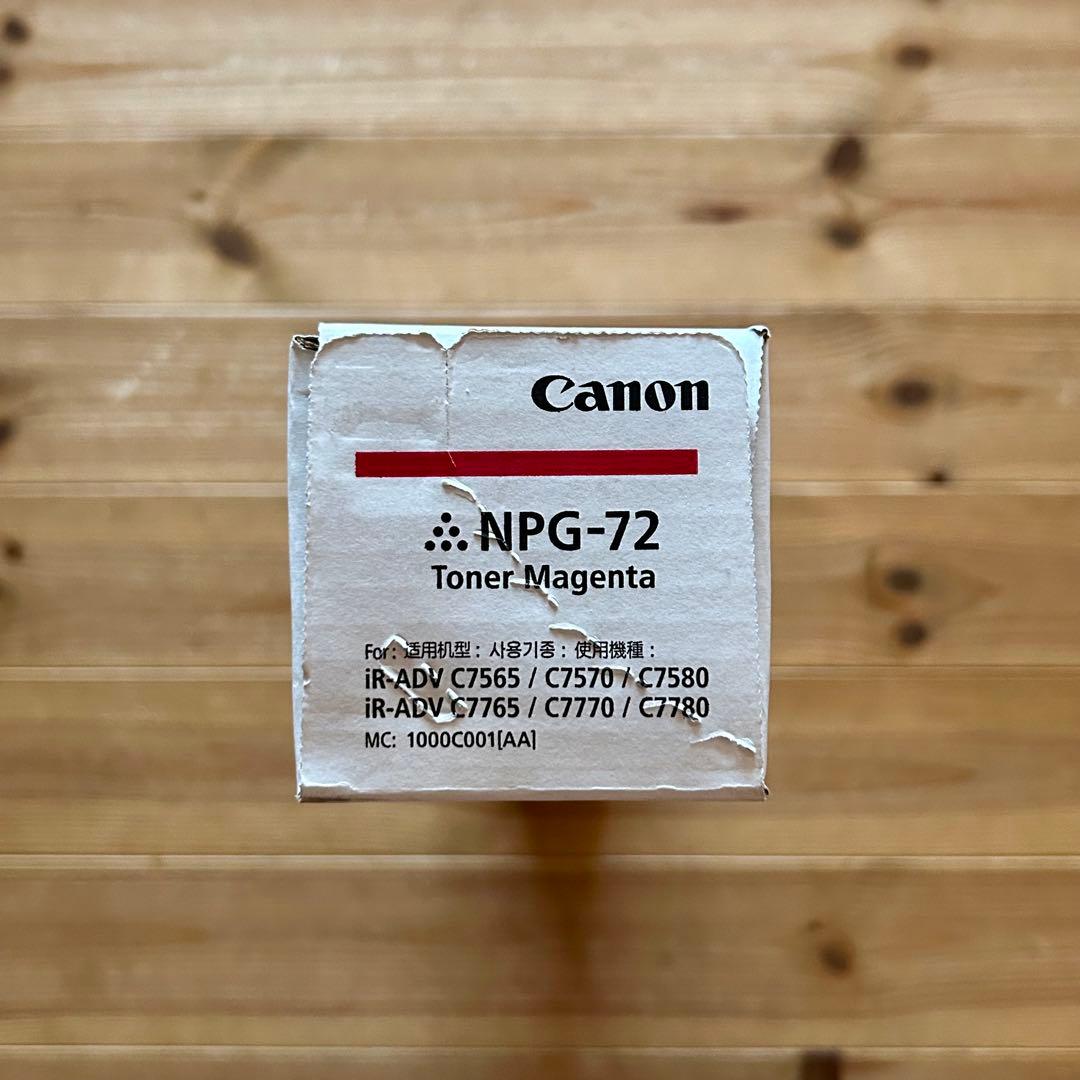 Canon
NPG-72
Toner Magenta
For: 适用机型: 사용기종: 使用機種:
iR-ADV C7565 / C7570 / C7580
iR-ADV C7765 / C7770 / C7780
MC: 1000C001[AA]